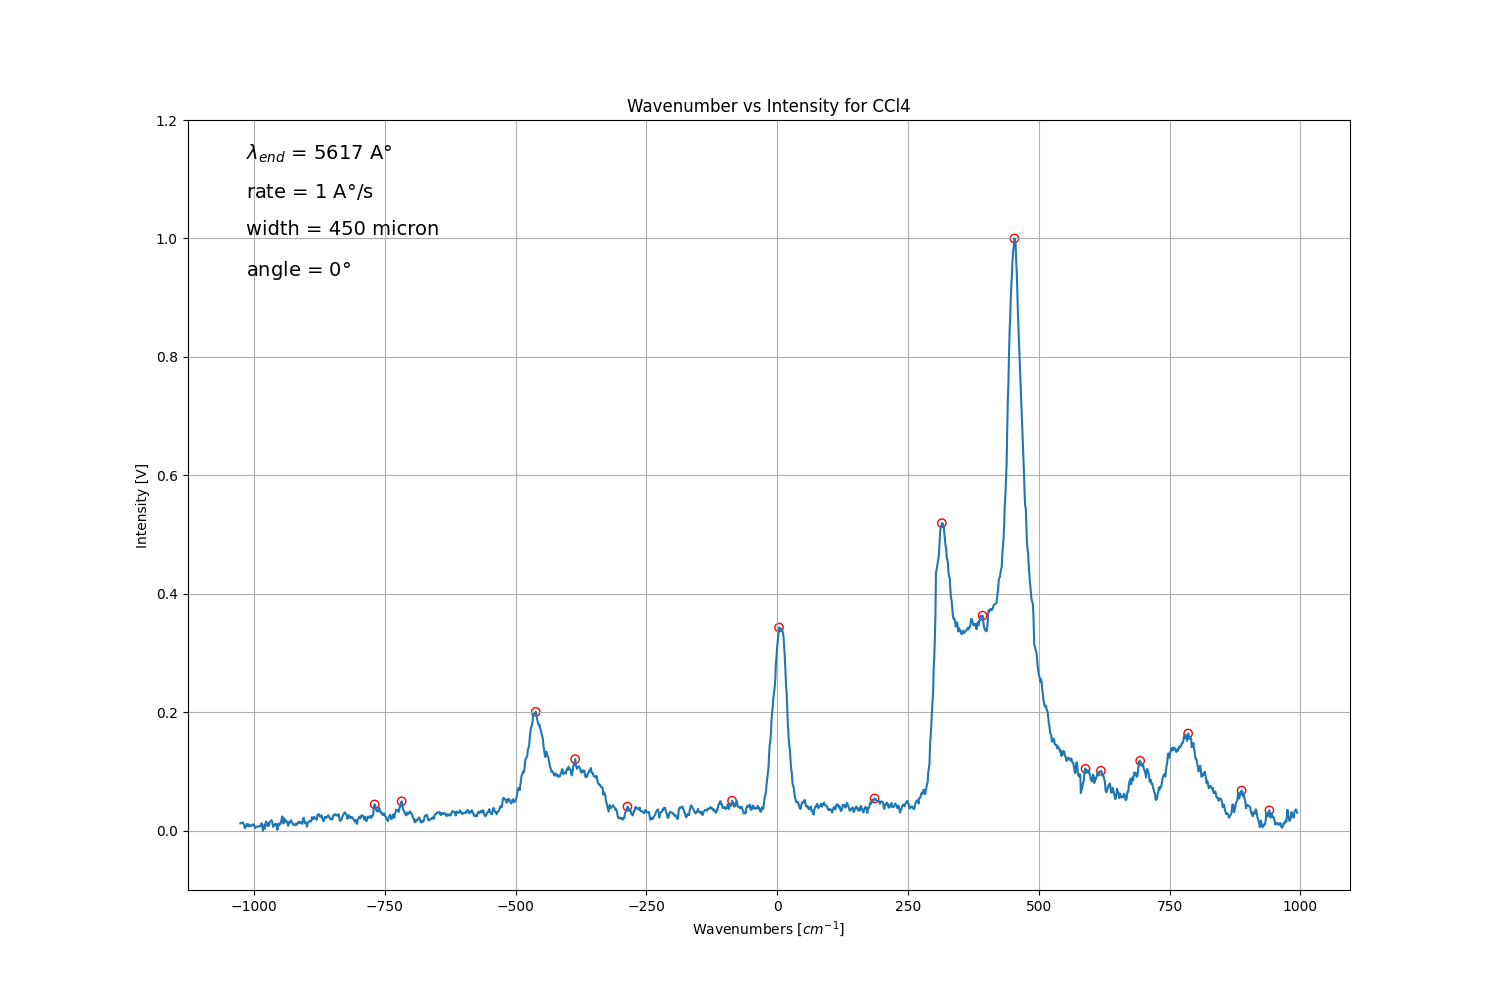 Wavenumber vs Intensity for CCl4
1.2
1.0
0.8
0.6
0.4
0.2
0.0
Intensity [V]
λ_end = 5617 A°
rate = 1 A°/s
width = 450 micron
angle = 0°
−1000 −750 −500 −250 0 250 500 750 1000
Wavenumbers [cm⁻¹]